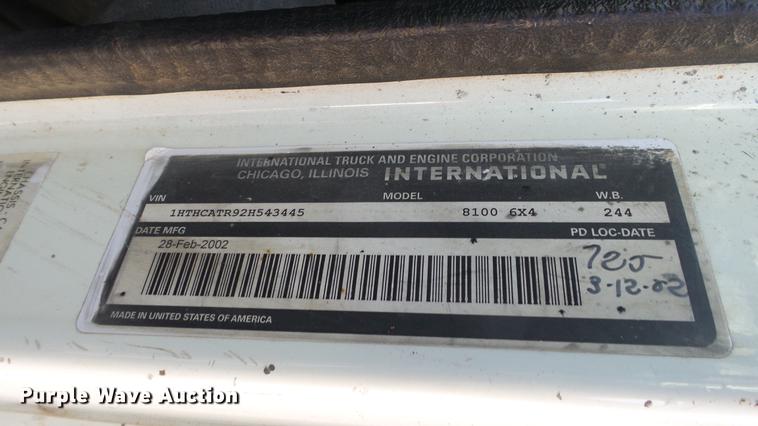 INTERNATIONAL TRUCK AND ENGINE CORPORATION
CHICAGO, ILLINOIS INTERNATIONAL
VIN MODEL W.B.
1HTHCATR92H543445 8100 6X4 244
DATE MFG PD LOC-DATE
28-Feb-2002
3-12-02
MADE IN UNITED STATES OF AMERICA
Purple Wave Auction